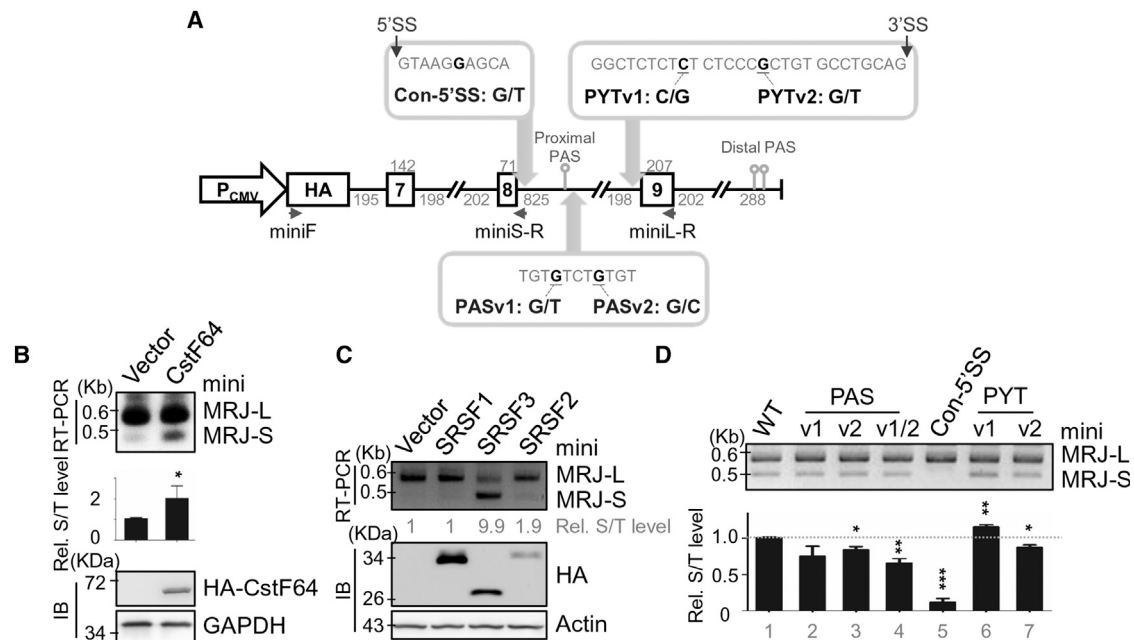 A
5'SS
3'SS
GTAAGGAGCA
Con-5'SS: G/T
GGCTCTCTCT CTCCCGCTGT GCCTGCAG
PYTv1: C/G PYTv2: G/T
Proximal
PAS
Distal PAS
142 71 207
PCMV HA 7 8 9
195 198 202 825 198 202 288
miniF miniS-R miniL-R
TGTGTCTGTGT
PASv1: G/T PASv2: G/C
B
Vector CstF64
(Kb) mini
RT-PCR
0.6 MRJ-L
0.5 MRJ-S
Rel. S/T level
*
2
0
(KDa)
IB
72 HA-CstF64
34 GAPDH
C
Vector SRSF1 SRSF3 SRSF2
(Kb) mini
RT-PCR
0.6 MRJ-L
0.5 MRJ-S
1 1 9.9 1.9 Rel. S/T level
(KDa)
IB
34
HA
26
43 Actin
D
WT PAS Con-5'SS PYT
v1 v2 v1/2 v1 v2 mini
(Kb)
0.6 MRJ-L
0.5 MRJ-S
Rel. S/T level
* ** *** ** *
1.0
0.5
0
1 2 3 4 5 6 7